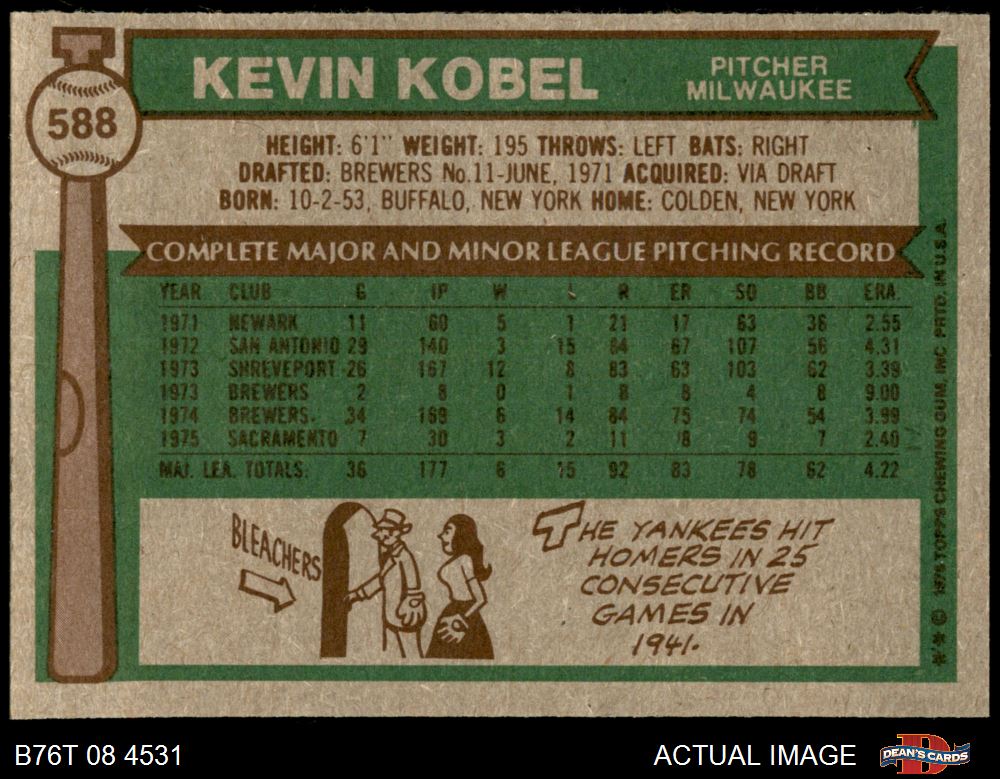 588
KEVIN KOBEL
PITCHER
MILWAUKEE
HEIGHT: 6'1" WEIGHT: 195 THROWS: LEFT BATS: RIGHT
DRAFTED: BREWERS No.11-JUNE, 1971 ACQUIRED: VIA DRAFT
BORN: 10-2-53, BUFFALO, NEW YORK HOME: COLDEN, NEW YORK
COMPLETE MAJOR AND MINOR LEAGUE PITCHING RECORD
YEAR CLUB G IP W L R ER SO BB ERA
1971 NEWARK 11 60 5 1 21 17 63 36 2.55
1972 SAN ANTONIO 29 140 3 15 84 67 107 56 4.31
1973 SHREVEPORT 26 167 12 8 83 63 103 62 3.39
1973 BREWERS 2 8 0 1 8 8 4 8 9.00
1974 BREWERS 34 169 6 14 84 75 74 54 3.99
1975 SACRAMENTO 7 30 3 2 11 8 9 7 2.40
MAJ. LEA. TOTALS. 36 177 6 15 92 83 78 62 4.22
BLEACHERS
THE YANKEES HIT
HOMERS IN 25
CONSECUTIVE
GAMES IN
1941.
** © 1976 TOPPS CHEWING GUM, INC. PRTD. IN U.S.A.
B76T 08 4531
ACTUAL IMAGE
DEAN'S CARDS